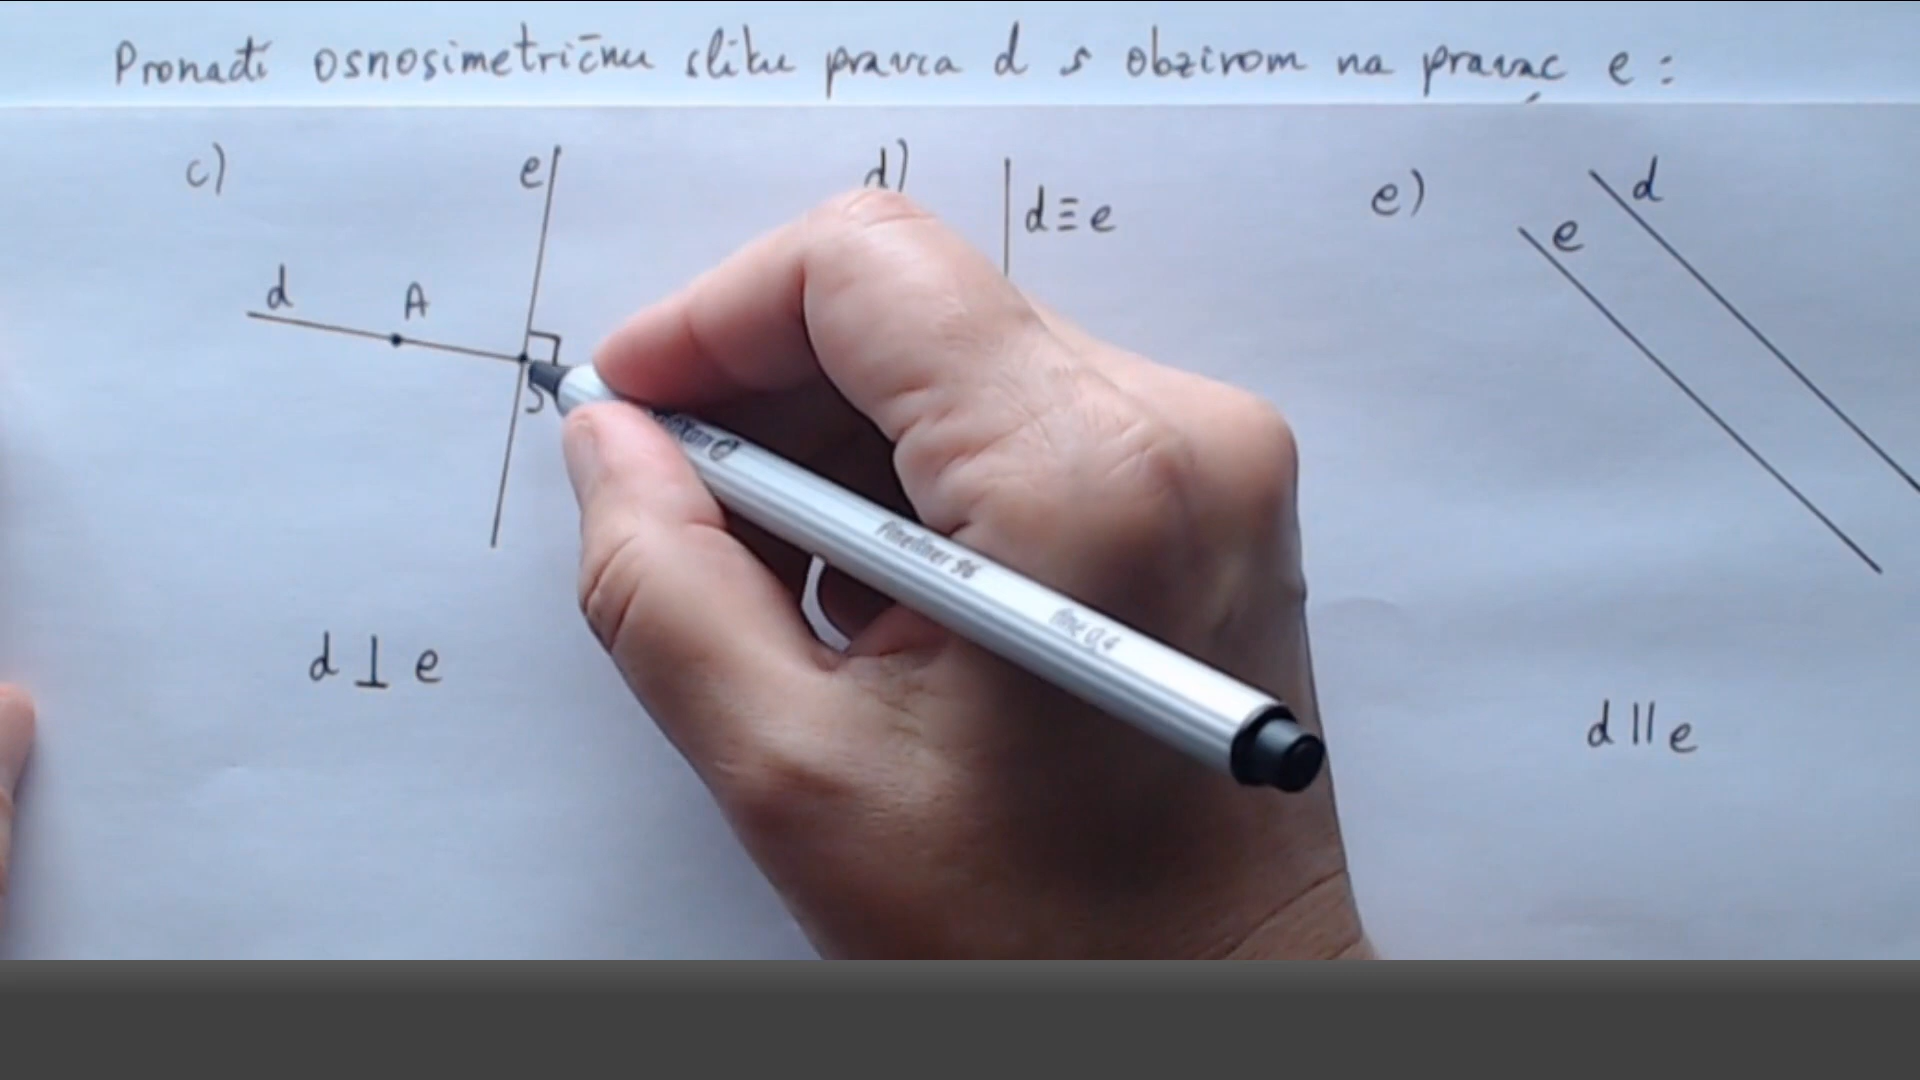 Pronađi osnosimetričnu sliku pravca d s obzirom na pravac e :
c)
e
d
A
S
d ⊥ e
d)
d ≡ e
e)
d
e
d || e
Fineliner 96
fine 0,4